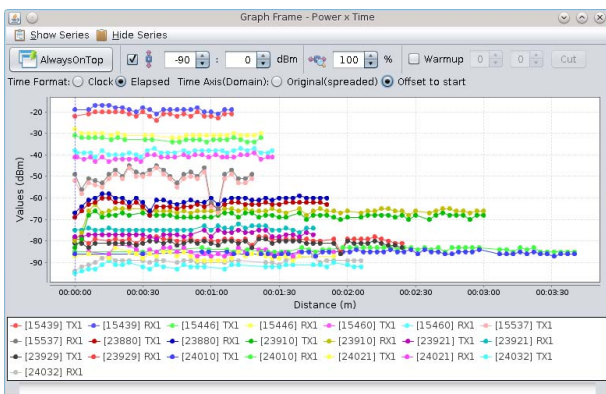 Graph Frame - Power x Time
Show Series Hide Series
AlwaysOnTop -90 : 0 dBm 100 % Warmup 0 : 0 Cut
Time Format: Clock Elapsed Time Axis(Domain): Original(spreaded) Offset to start
Values (dBm)
-20
-30
-40
-50
-60
-70
-80
-90
00:00:00 00:00:30 00:01:00 00:01:30 00:02:00 00:02:30 00:03:00 00:03:30
Distance (m)
[15439] TX1 [15439] RX1 [15446] TX1 [15446] RX1 [15460] TX1 [15460] RX1 [15537] TX1
[15537] RX1 [23880] TX1 [23880] RX1 [23910] TX1 [23910] RX1 [23921] TX1 [23921] RX1
[23929] TX1 [23929] RX1 [24010] TX1 [24010] RX1 [24021] TX1 [24021] RX1 [24032] TX1
[24032] RX1